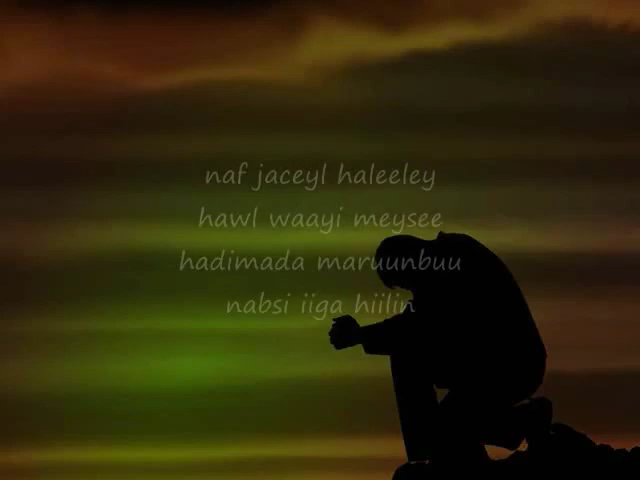 naf jaceyl haleeley
hawl waayi meysee
hadimada maruunbuu
nabsi iiga hiilin